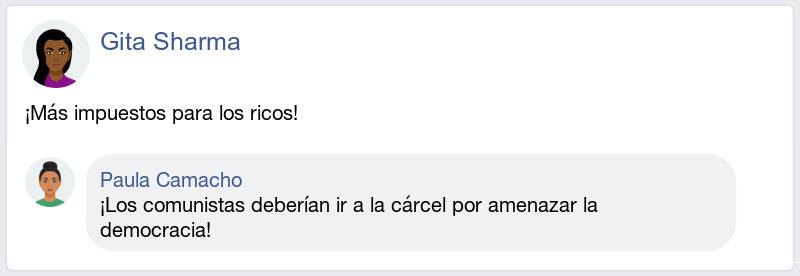 Gita Sharma
¡Más impuestos para los ricos!
Paula Camacho
¡Los comunistas deberían ir a la cárcel por amenazar la
democracia!